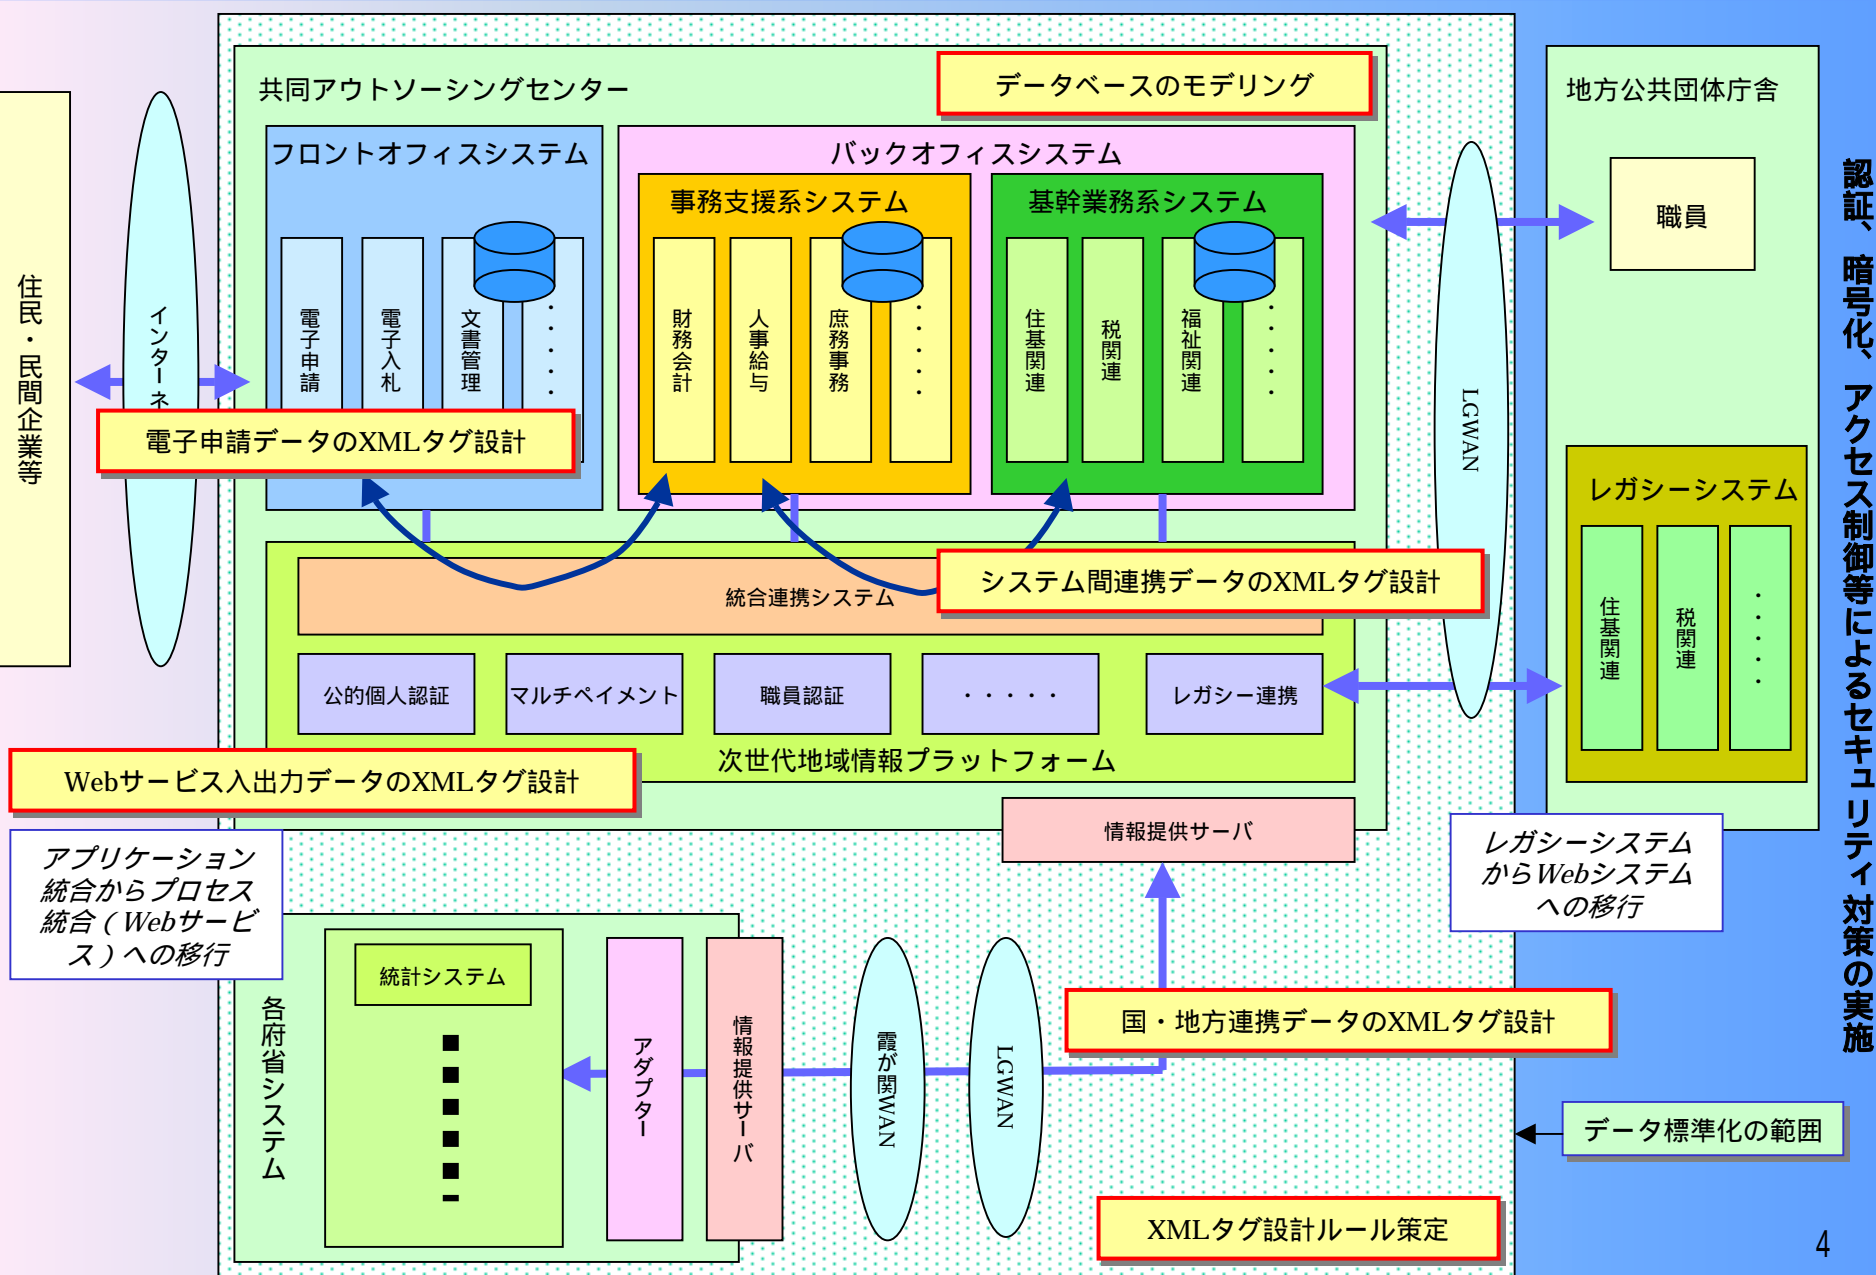 共同アウトソーシングセンター
データベースのモデリング
地方公共団体庁舎
フロントオフィスシステム
バックオフィスシステム
事務支援系システム
基幹業務系システム
職員
住民・民間企業等
インターネ
電子申請
電子入札
文書管理
・・・・・
財務会計
人事給与
庶務事務
・・・・・
住基関連
税関連
福祉関連
・・・・・
LGWAN
電子申請データのXMLタグ設計
レガシーシステム
住基関連
税関連
・・・・・
統合連携システム
システム間連携データのXMLタグ設計
公的個人認証
マルチペイメント
職員認証
・・・・・
レガシー連携
次世代地域情報プラットフォーム
Webサービス入出力データのXMLタグ設計
情報提供サーバ
アプリケーション
統合からプロセス
統合（Webサービ
ス）への移行
レガシーシステム
からWebシステム
への移行
認証、暗号化、アクセス制御等によるセキュリティ対策の実施
各府省システム
統計システム
アダプター
情報提供サーバ
霞が関WAN
LGWAN
国・地方連携データのXMLタグ設計
データ標準化の範囲
XMLタグ設計ルール策定
4